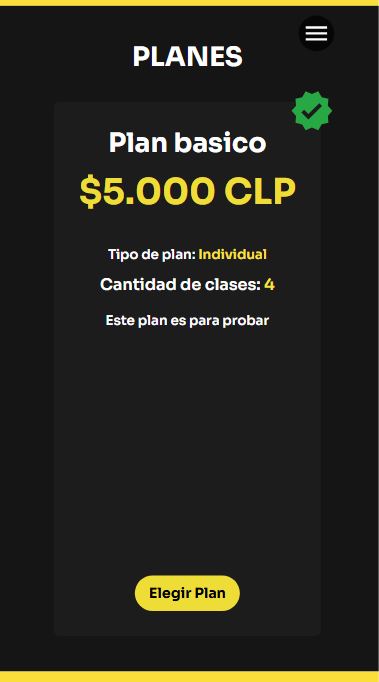 PLANES
Plan basico
$5.000 CLP
Tipo de plan: Individual
Cantidad de clases: 4
Este plan es para probar
Elegir Plan